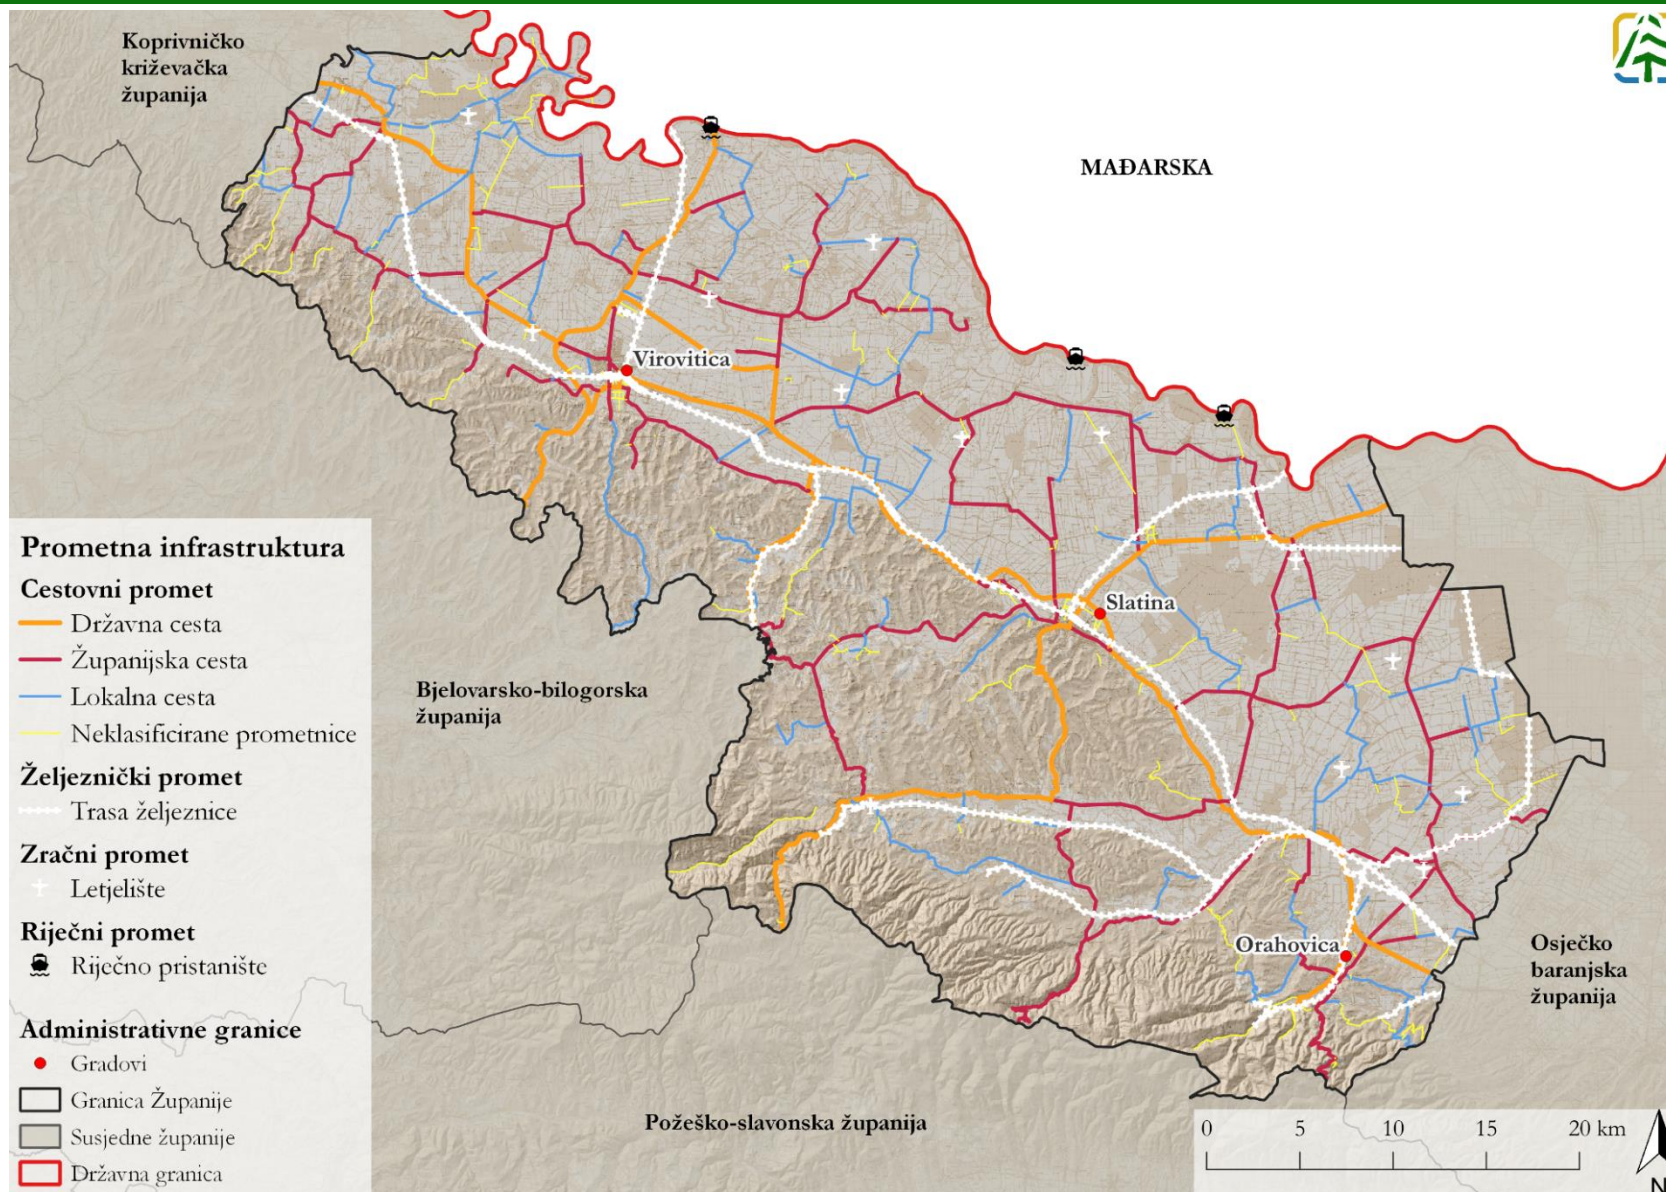 Koprivničko
križevačka
županija
MAĐARSKA
Virovitica
Slatina
Bjelovarsko-bilogorska
županija
Orahovica
Osječko
baranjska
županija
Požeško-slavonska županija
Prometna infrastruktura
Cestovni promet
Državna cesta
Županijska cesta
Lokalna cesta
Neklasificirane prometnice
Željeznički promet
Trasa željeznice
Zračni promet
Letjelište
Riječni promet
Riječno pristanište
Administrativne granice
Gradovi
Granica Županije
Susjedne županije
Državna granica
0 5 10 15 20 km
N